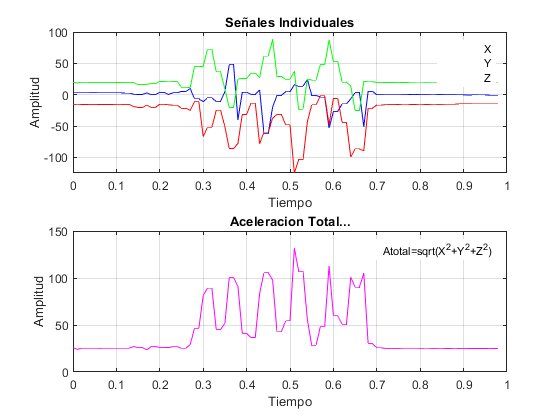 Señales Individuales
100
50
0
-50
-100
Amplitud
X
Y
Z
0 0.1 0.2 0.3 0.4 0.5 0.6 0.7 0.8 0.9 1
Tiempo
Aceleracion Total...
150
100
50
0
Amplitud
Atotal=sqrt(X²+Y²+Z²)
0 0.1 0.2 0.3 0.4 0.5 0.6 0.7 0.8 0.9 1
Tiempo